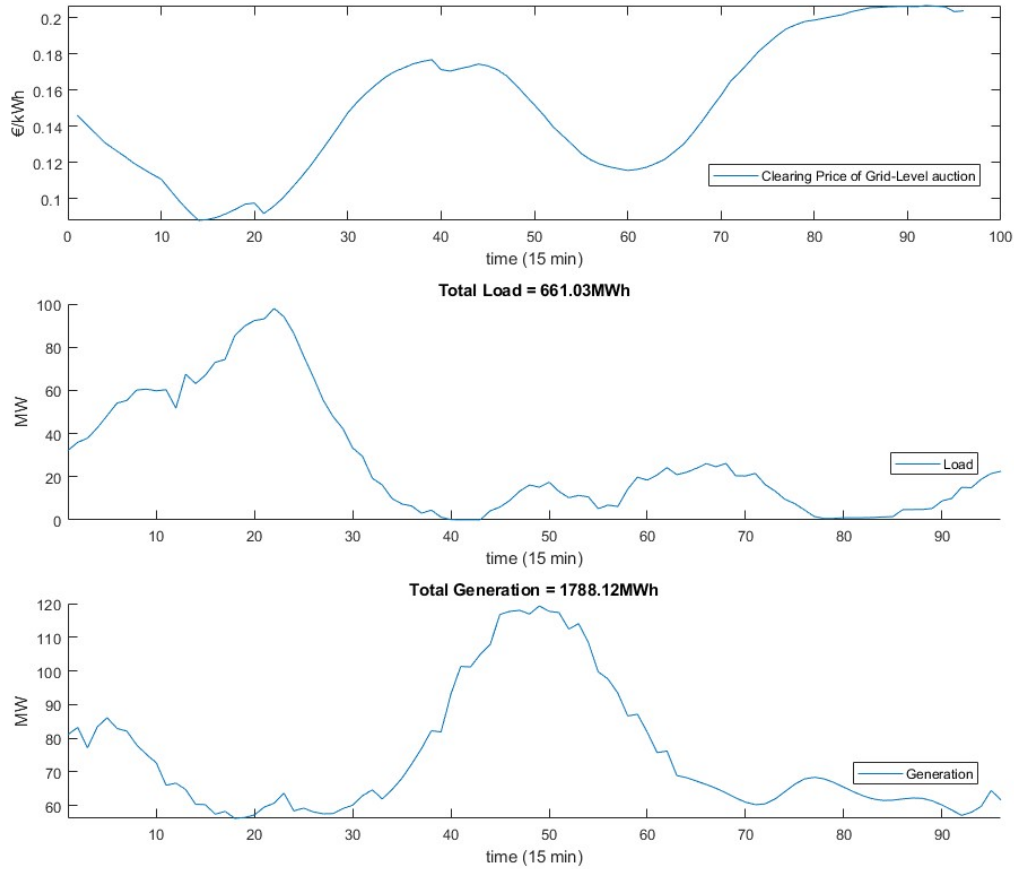 0.2
0.18
0.16
0.14
0.12
0.1
€/kWh
Clearing Price of Grid-Level auction
0 10 20 30 40 50 60 70 80 90 100
time (15 min)
Total Load = 661.03MWh
100
80
60
40
20
0
MW
Load
10 20 30 40 50 60 70 80 90
time (15 min)
Total Generation = 1788.12MWh
120
110
100
90
80
70
60
MW
Generation
10 20 30 40 50 60 70 80 90
time (15 min)